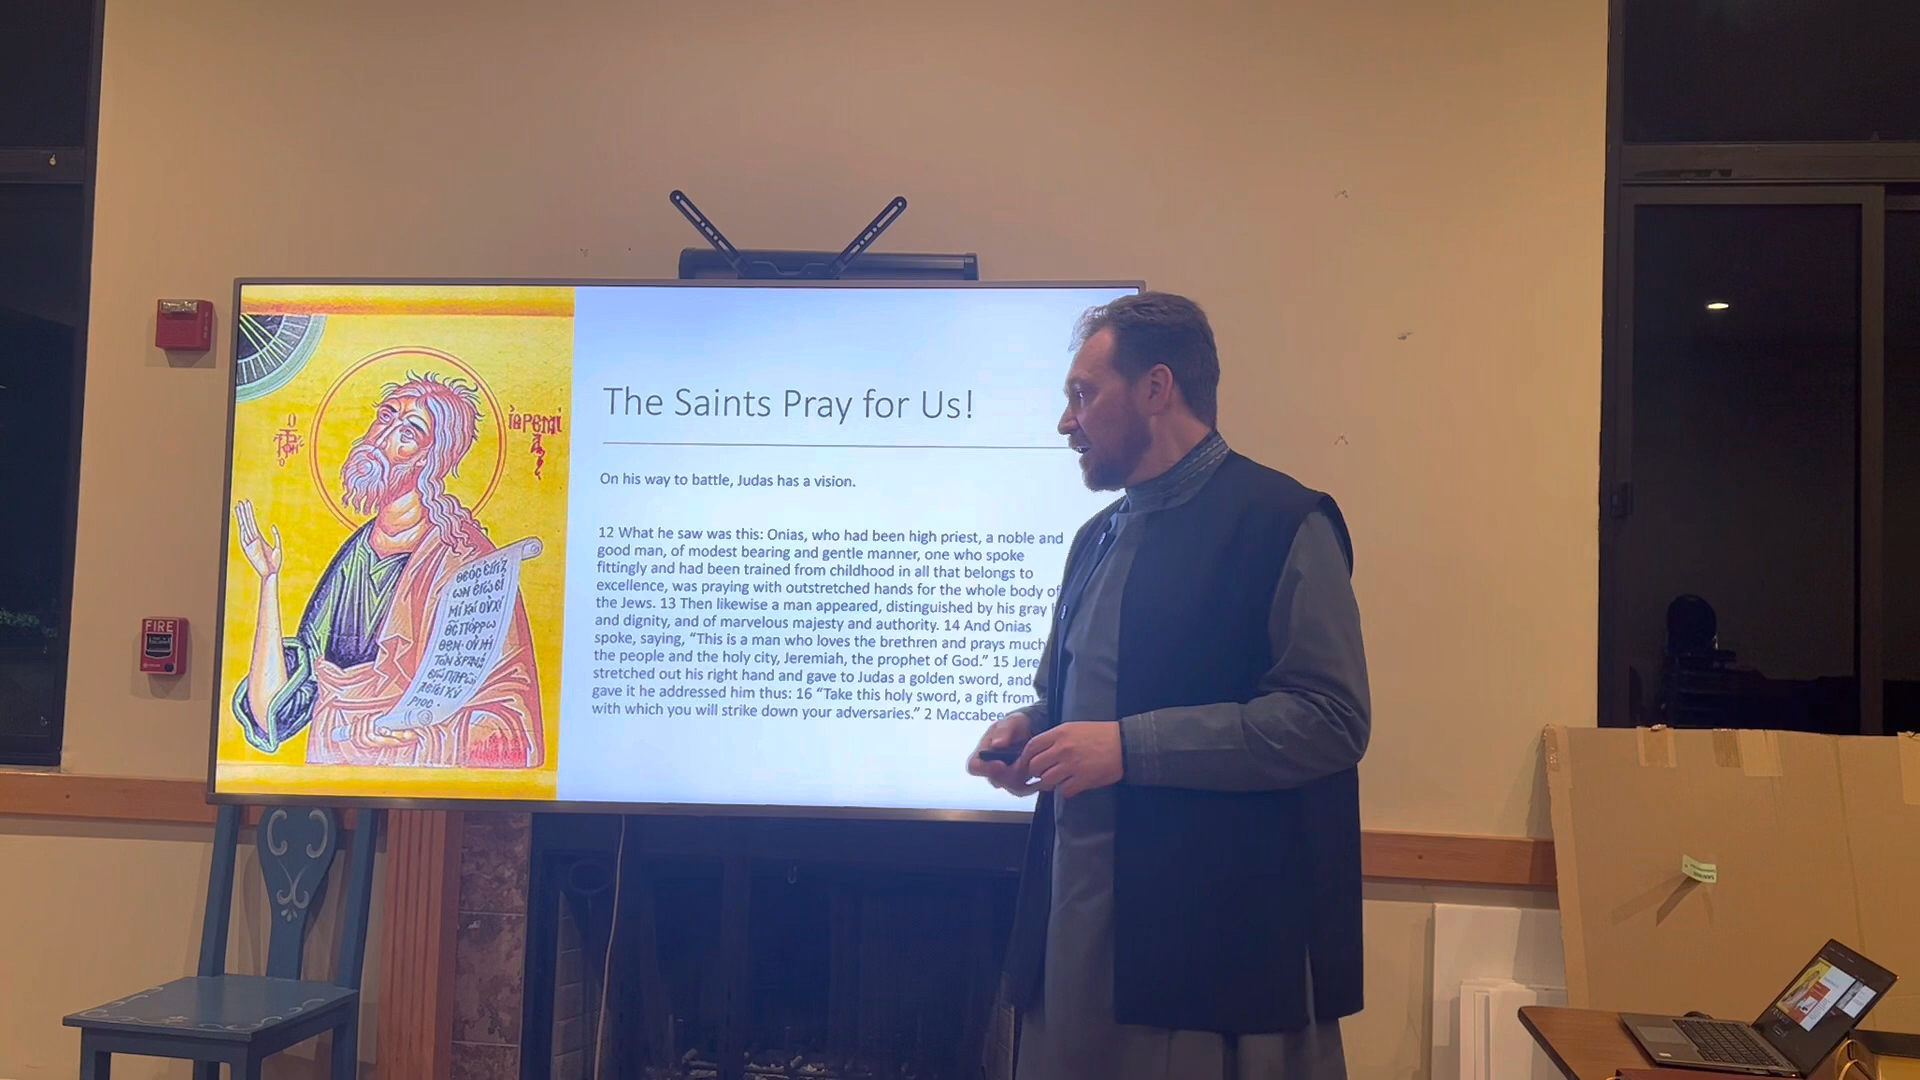 The Saints Pray for Us!
On his way to battle, Judas has a vision.
12 What he saw was this: Onias, who had been high priest, a noble and
good man, of modest bearing and gentle manner, one who spoke
fittingly and had been trained from childhood in all that belongs to
excellence, was praying with outstretched hands for the whole body of
the Jews. 13 Then likewise a man appeared, distinguished by his gray
and dignity, and of marvelous majesty and authority. 14 And Onias
spoke, saying, “This is a man who loves the brethren and prays much
the people and the holy city, Jeremiah, the prophet of God.” 15 Jere
stretched out his right hand and gave to Judas a golden sword, and
gave it he addressed him thus: 16 “Take this holy sword, a gift from
with which you will strike down your adversaries.” 2 Maccabees
FIRE